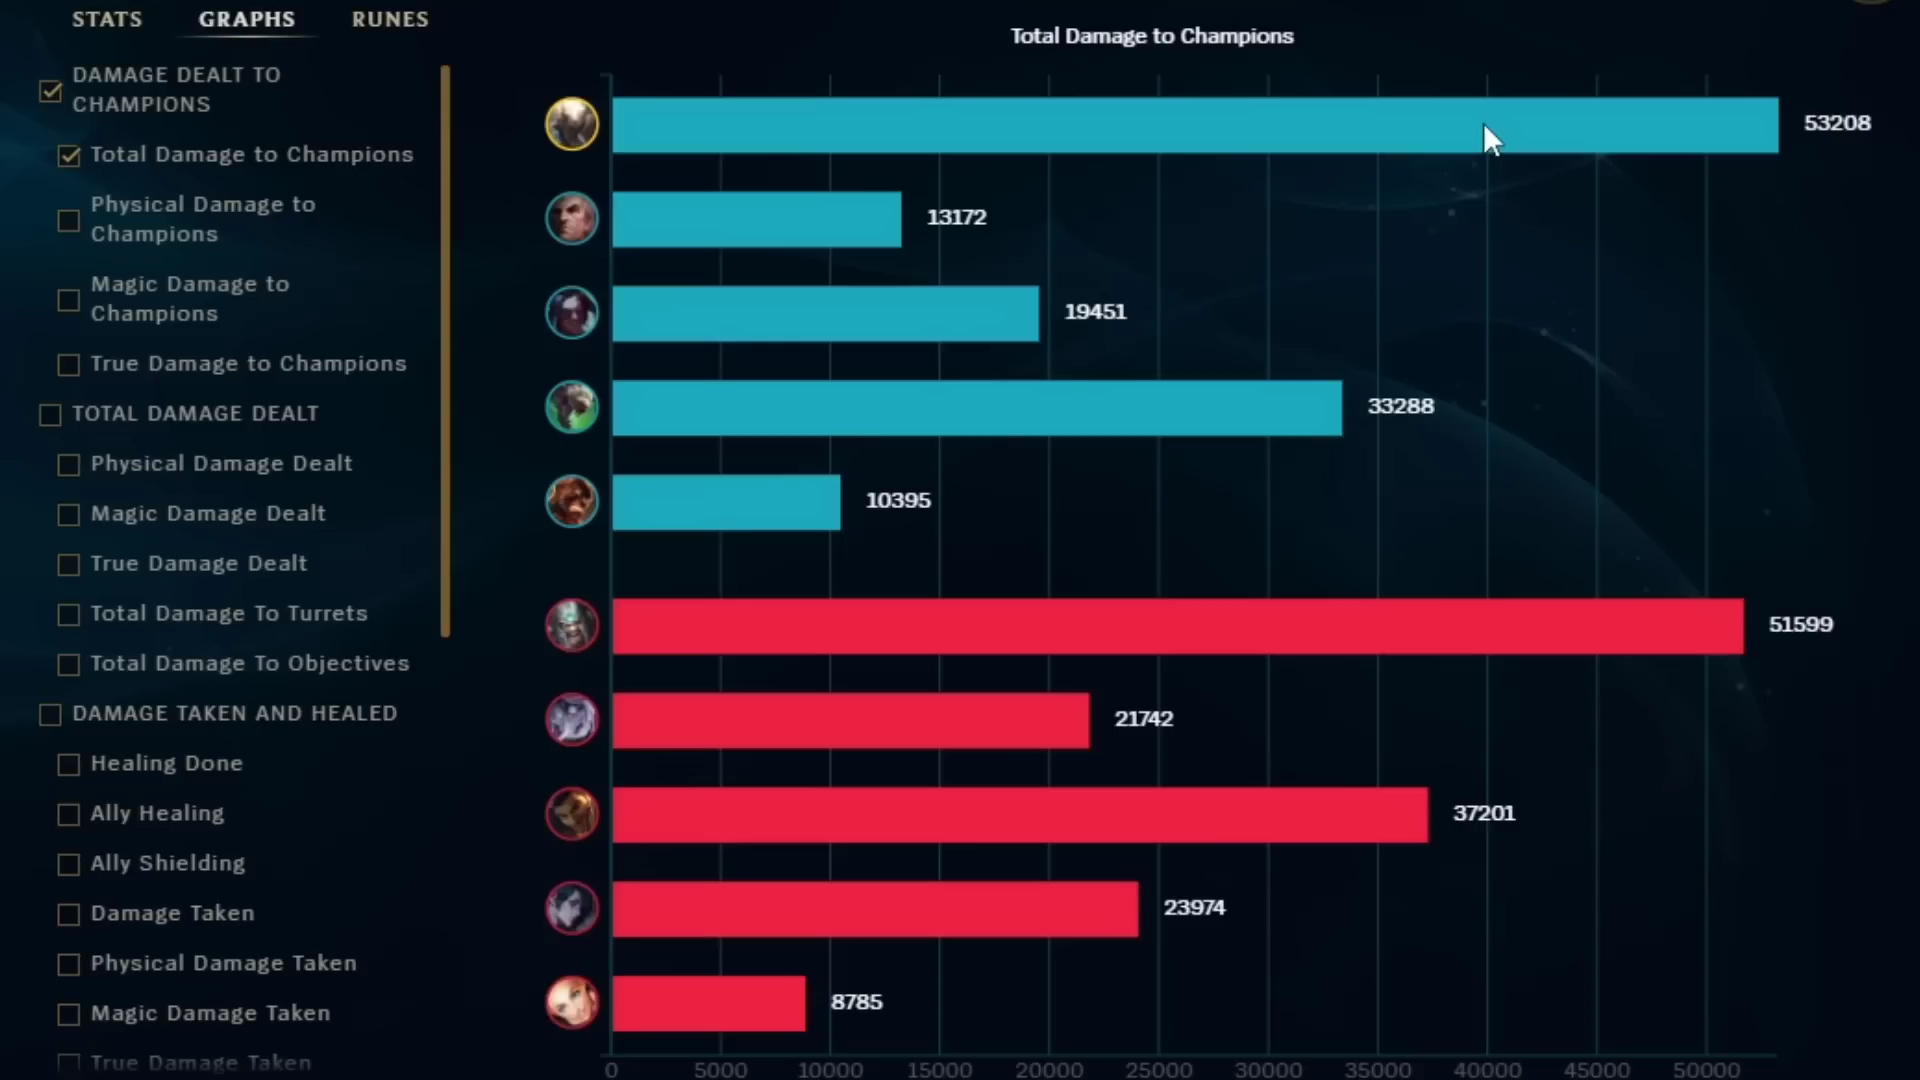 STATS GRAPHS RUNES
DAMAGE DEALT TO
CHAMPIONS
Total Damage to Champions
Physical Damage to
Champions
Magic Damage to
Champions
True Damage to Champions
TOTAL DAMAGE DEALT
Physical Damage Dealt
Magic Damage Dealt
True Damage Dealt
Total Damage To Turrets
Total Damage To Objectives
DAMAGE TAKEN AND HEALED
Healing Done
Ally Healing
Ally Shielding
Damage Taken
Physical Damage Taken
Magic Damage Taken
True Damage Taken
Total Damage to Champions
53208
13172
19451
33288
10395
51599
21742
37201
23974
8785
0 5000 10000 15000 20000 25000 30000 35000 40000 45000 50000